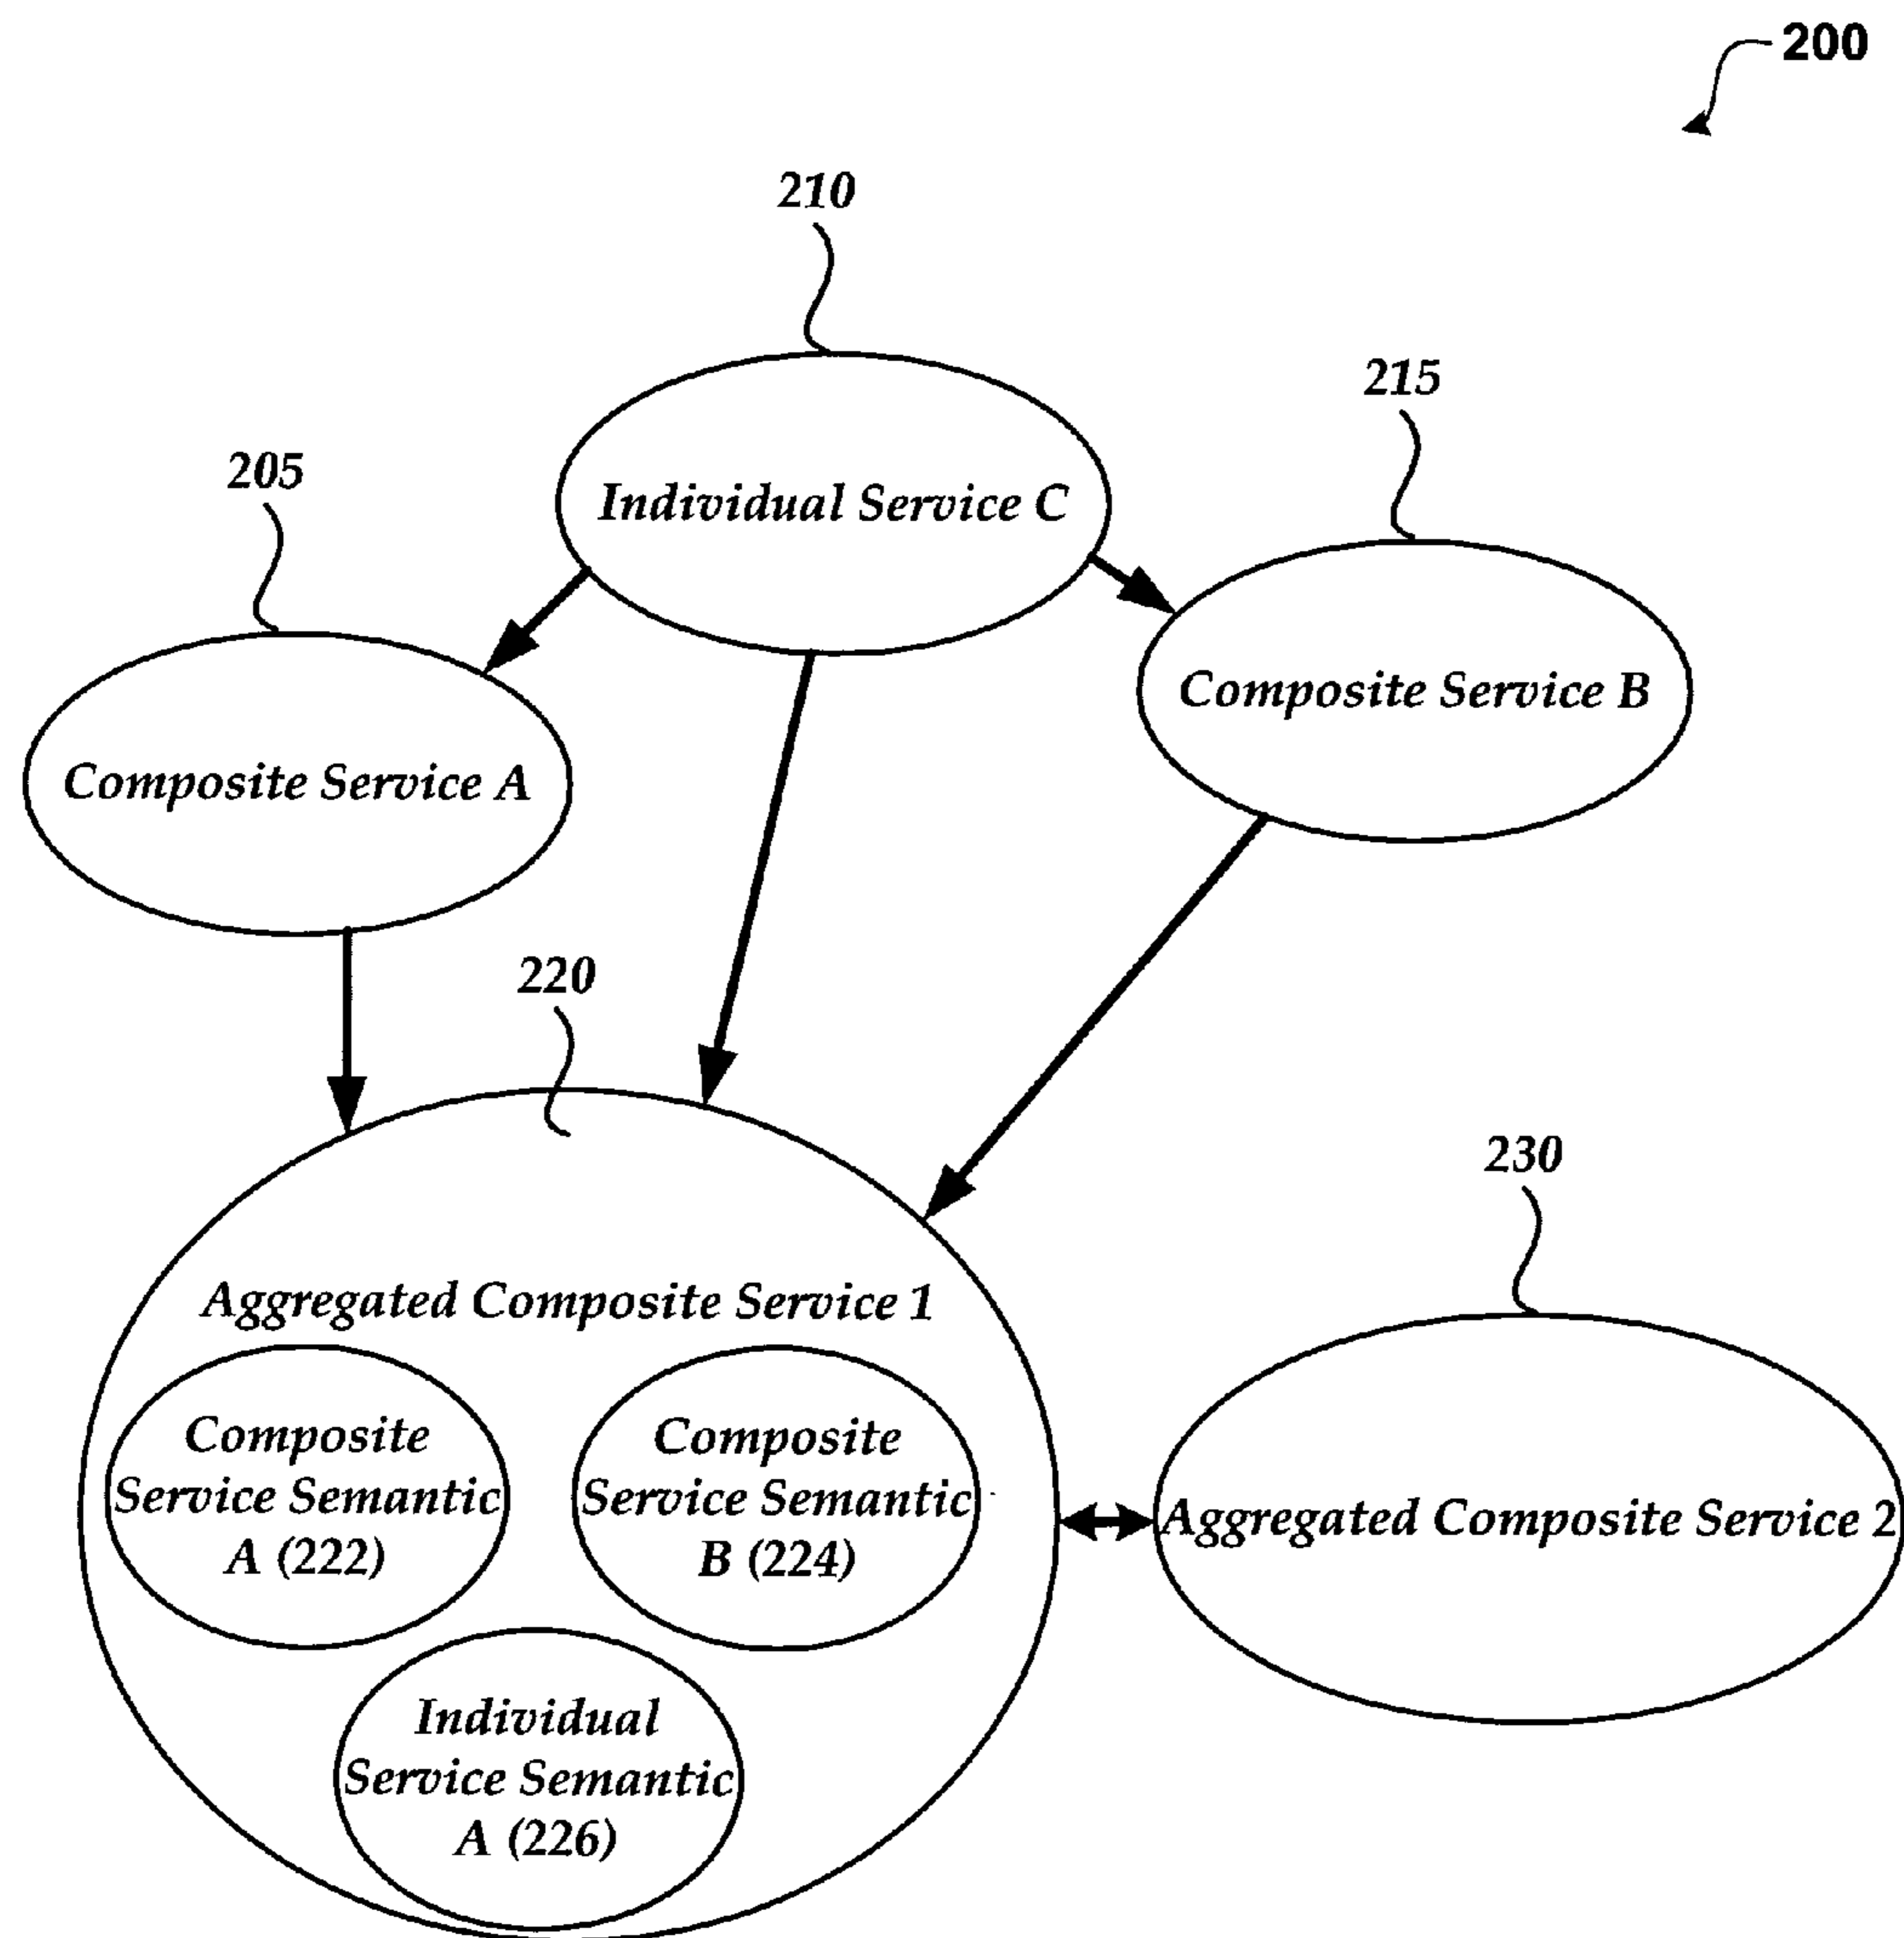 200
210
215
205
Individual Service C
Composite Service B
Composite Service A
220
230
Aggregated Composite Service 1
Composite
Service Semantic
A (222)
Composite
Service Semantic
B (224)
Aggregated Composite Service 2
Individual
Service Semantic
A (226)